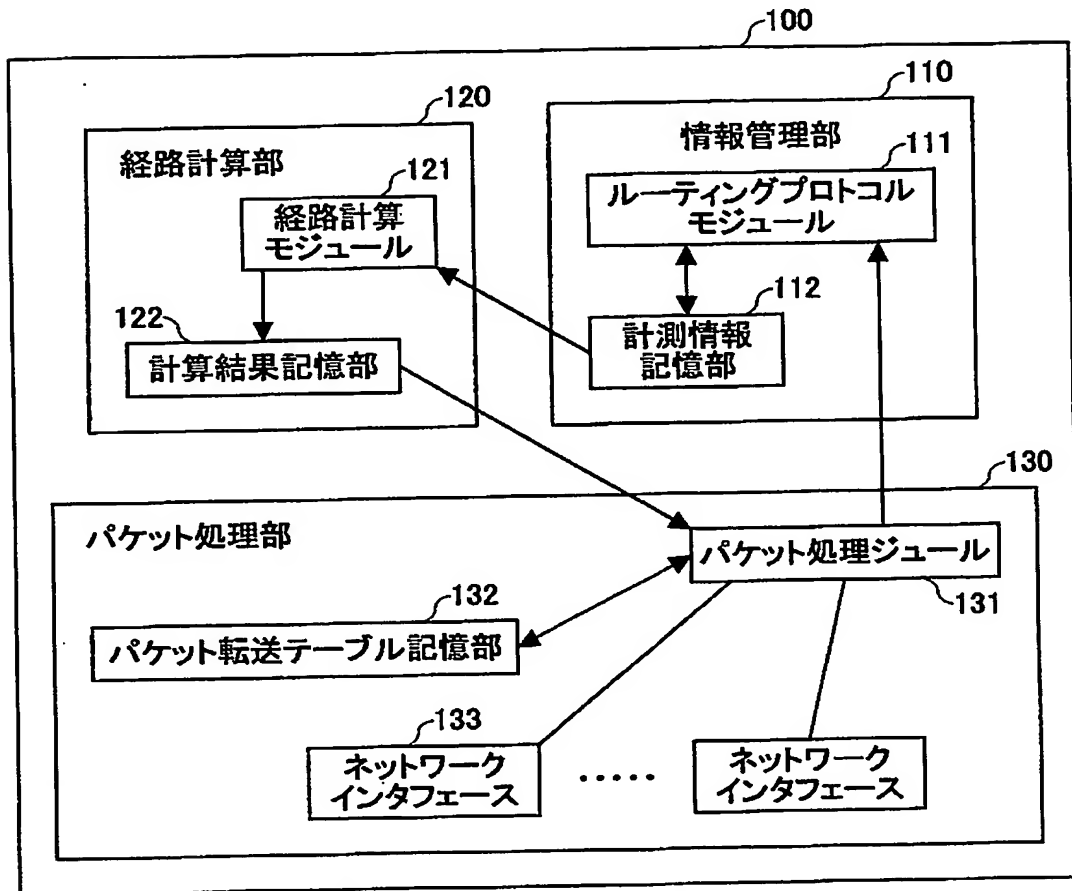 100
120
経路計算部
121
経路計算
モジュール
122
計算結果記憶部
110
情報管理部
111
ルーティングプロトコル
モジュール
112
計測情報
記憶部
130
パケット処理部
パケット処理ジュール
131
132
パケット転送テーブル記憶部
133
ネットワーク
インタフェース
.....
ネットワーク
インタフェース